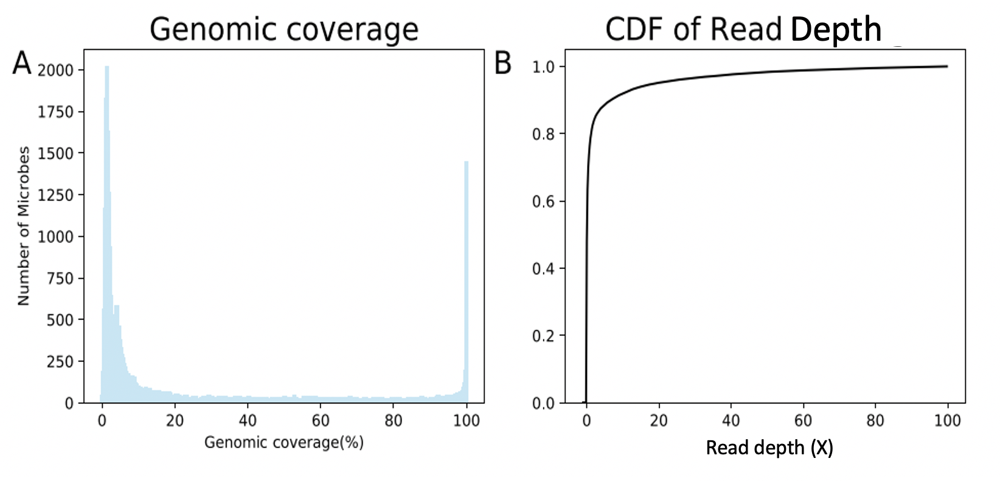 Genomic coverage
A
2000
1750
1500
1250
1000
750
500
250
0
Number of Microbes
0 20 40 60 80 100
Genomic coverage(%)
CDF of Read Depth
B
1.0
0.8
0.6
0.4
0.2
0.0
0 20 40 60 80 100
Read depth (X)